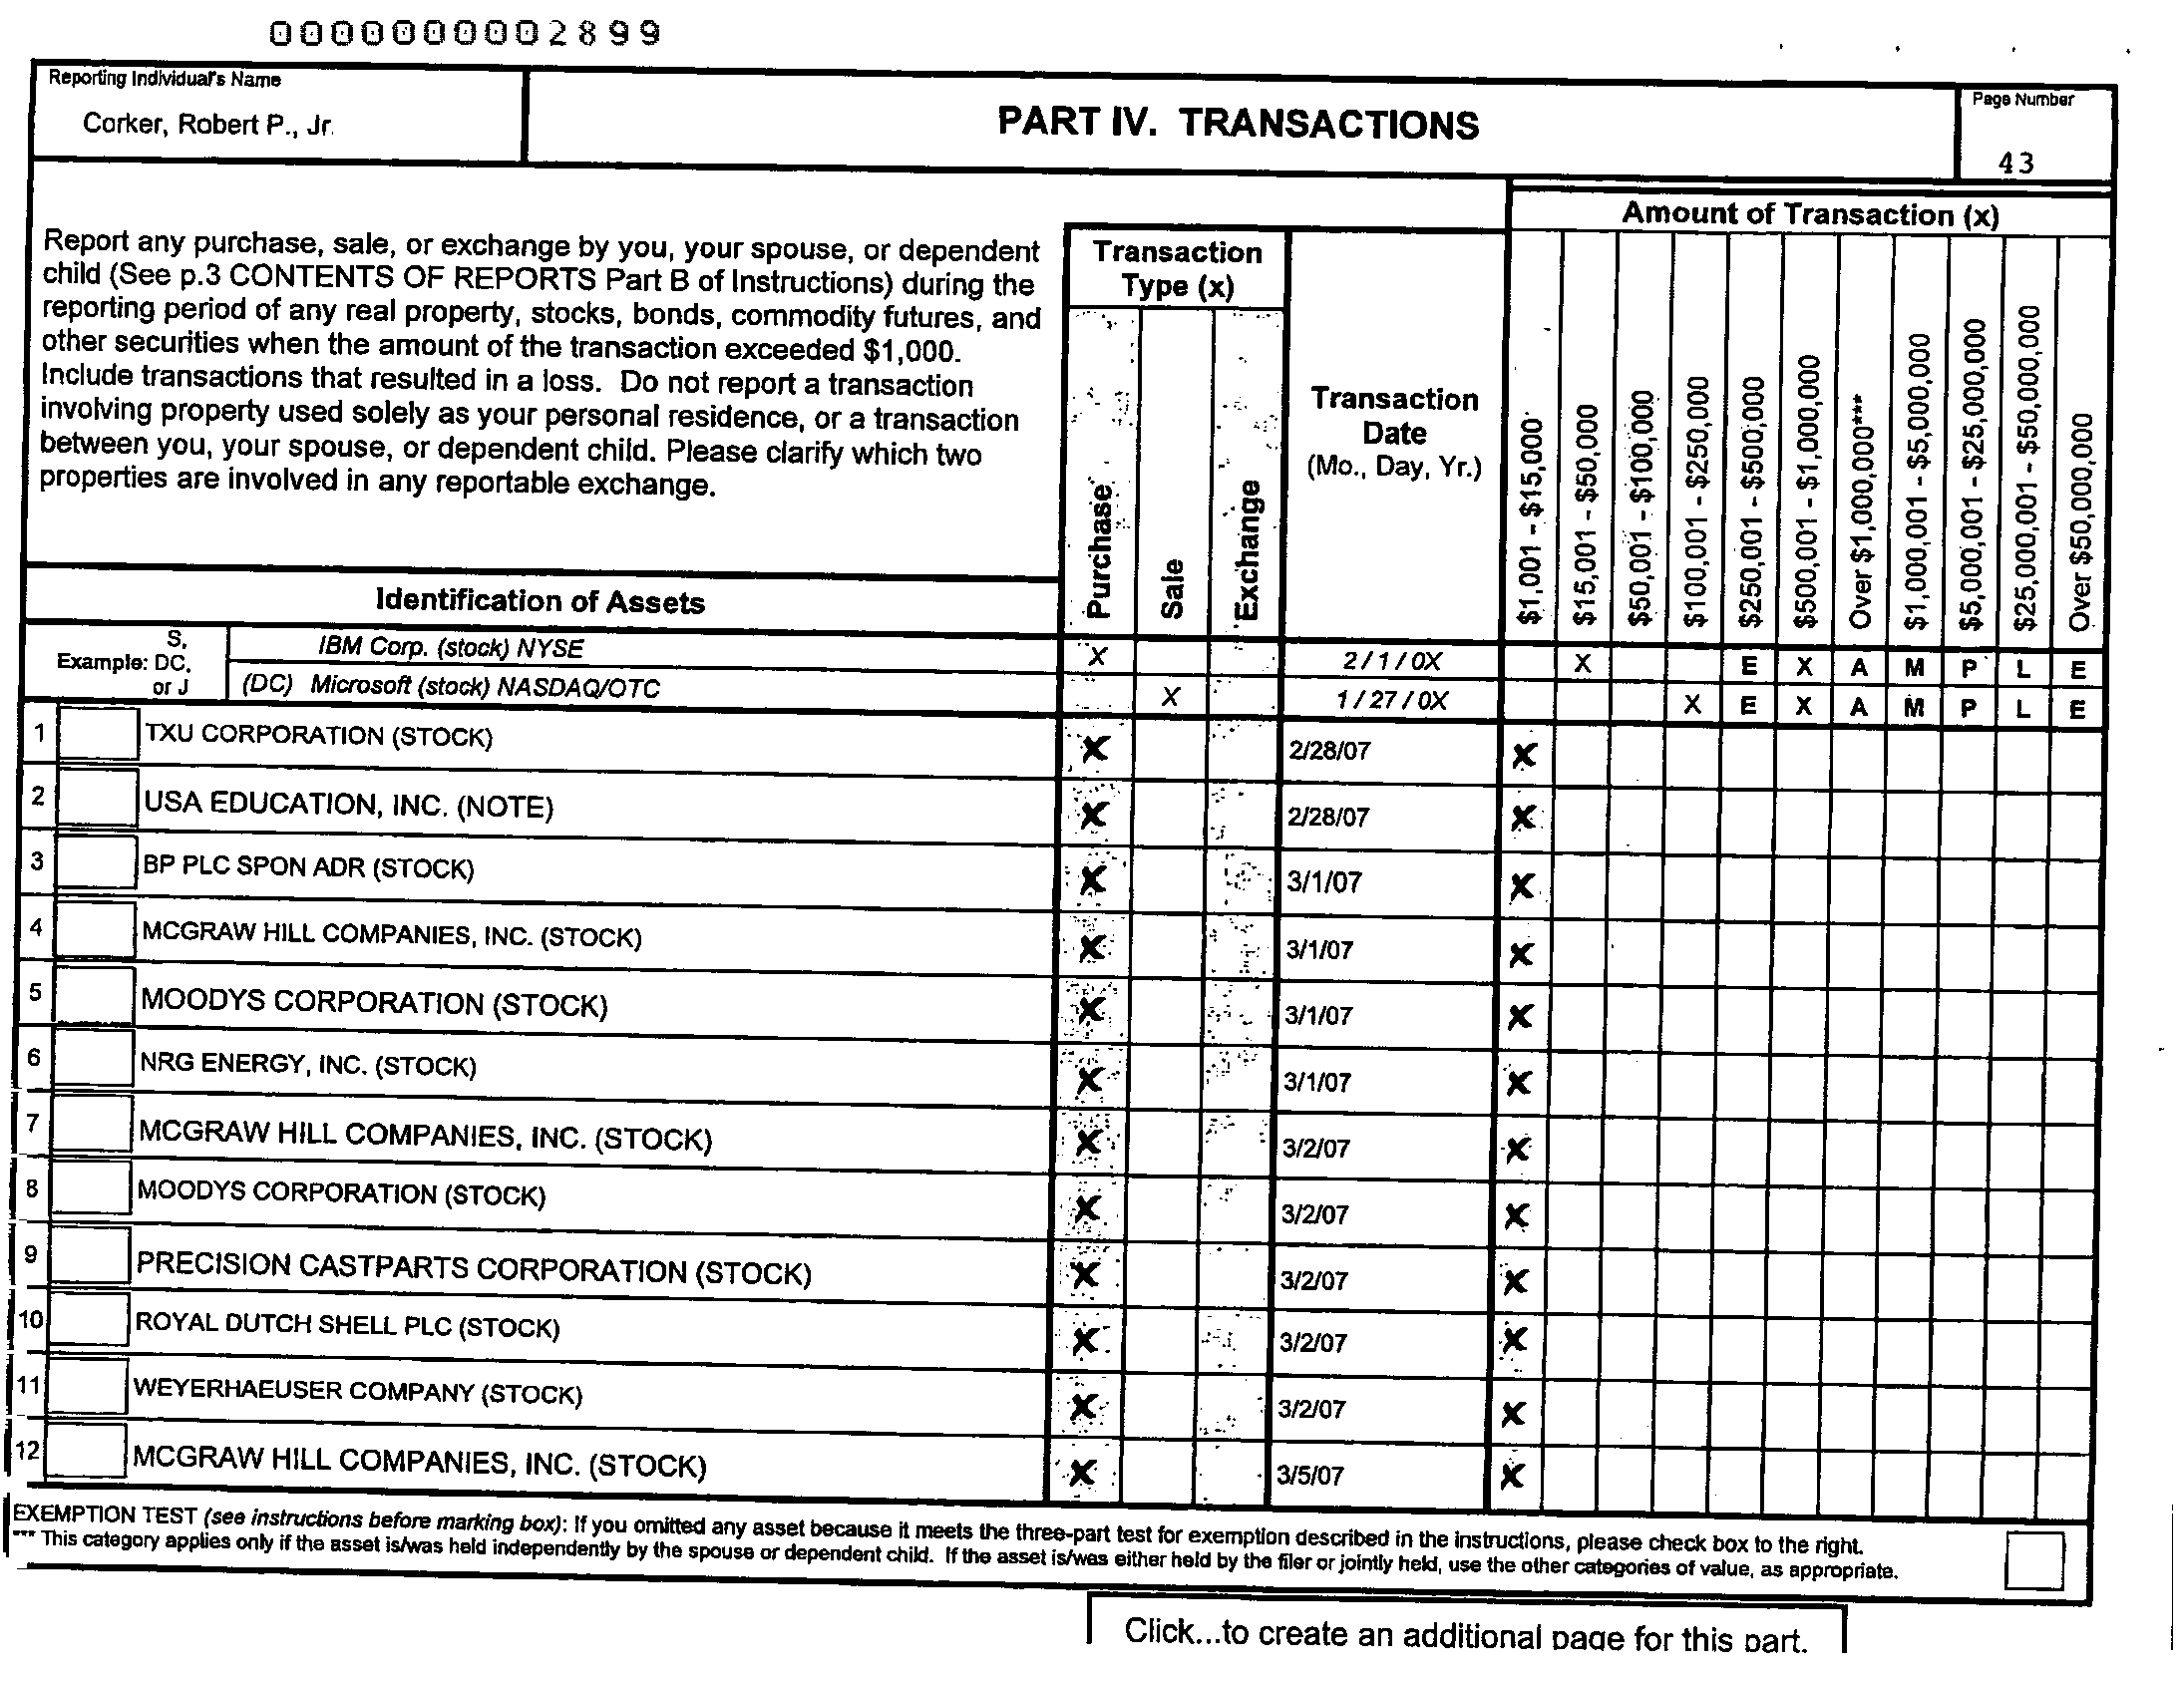 0000000002899
Reporting Individual's Name
Corker, Robert P., Jr.
PART IV. TRANSACTIONS
Page Number
43
Report any purchase, sale, or exchange by you, your spouse, or dependent
child (See p.3 CONTENTS OF REPORTS Part B of Instructions) during the
reporting period of any real property, stocks, bonds, commodity futures, and
other securities when the amount of the transaction exceeded $1,000.
Include transactions that resulted in a loss. Do not report a transaction
involving property used solely as your personal residence, or a transaction
between you, your spouse, or dependent child. Please clarify which two
properties are involved in any reportable exchange.
Identification of Assets
Transaction
Type (x)
Purchase
Sale
Exchange
Transaction
Date
(Mo., Day, Yr.)
Amount of Transaction (x)
$1,001 - $15,000
$15,001 - $50,000
$50,001 - $100,000
$100,001 - $250,000
$250,001 - $500,000
$500,001 - $1,000,000
Over $1,000,000***
$1,000,001 - $5,000,000
$5,000,001 - $25,000,000
$25,000,001 - $50,000,000
Over $50,000,000
Example: S, DC, or J
IBM Corp. (stock) NYSE X 2 / 1 / 0X X E X A M P L E
(DC) Microsoft (stock) NASDAQ/OTC X 1 / 27 / 0X X E X A M P L E
1 TXU CORPORATION (STOCK) X 2/28/07 X
2 USA EDUCATION, INC. (NOTE) X 2/28/07 X
3 BP PLC SPON ADR (STOCK) X 3/1/07 X
4 MCGRAW HILL COMPANIES, INC. (STOCK) X 3/1/07 X
5 MOODYS CORPORATION (STOCK) X 3/1/07 X
6 NRG ENERGY, INC. (STOCK) X 3/1/07 X
7 MCGRAW HILL COMPANIES, INC. (STOCK) X 3/2/07 X
8 MOODYS CORPORATION (STOCK) X 3/2/07 X
9 PRECISION CASTPARTS CORPORATION (STOCK) X 3/2/07 X
10 ROYAL DUTCH SHELL PLC (STOCK) X 3/2/07 X
11 WEYERHAEUSER COMPANY (STOCK) X 3/2/07 X
12 MCGRAW HILL COMPANIES, INC. (STOCK) X 3/5/07 X
EXEMPTION TEST (see instructions before marking box): If you omitted any asset because it meets the three-part test for exemption described in the instructions, please check box to the right.
*** This category applies only if the asset is/was held independently by the spouse or dependent child. If the asset is/was either held by the filer or jointly held, use the other categories of value, as appropriate.
Click...to create an additional page for this part.